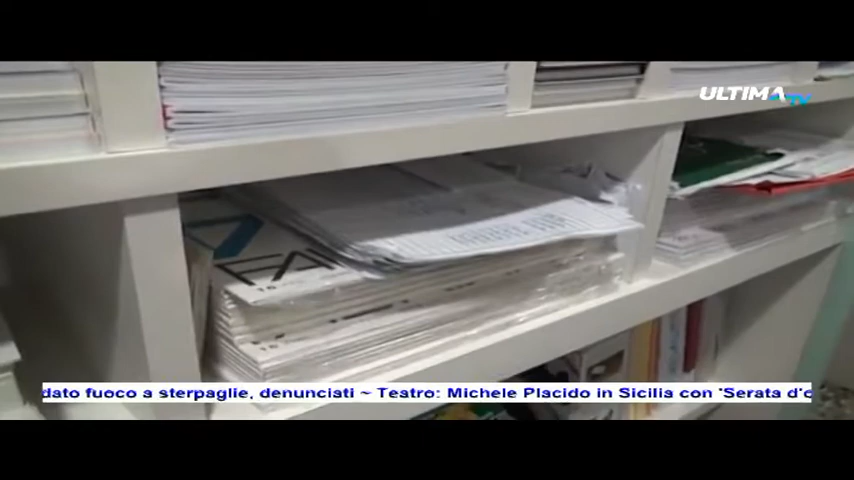 ULTIMA TV
dato fuoco a sterpaglie, denunciati ~ Teatro: Michele Placido in Sicilia con 'Serata d'o